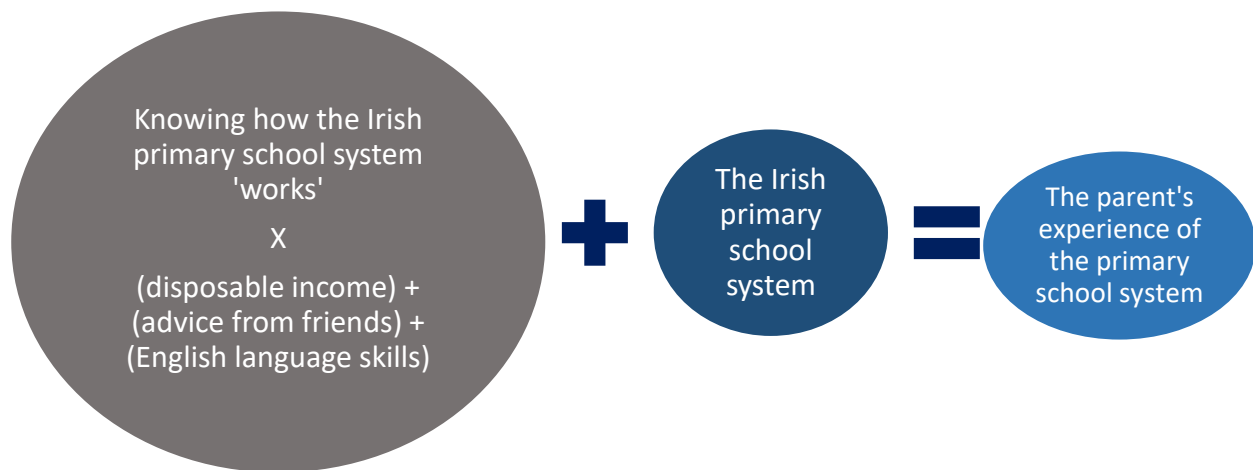 Knowing how the Irish
primary school system
'works'
X
(disposable income) +
(advice from friends) +
(English language skills)
+
The Irish
primary
school
system
=
The parent's
experience of
the primary
school system